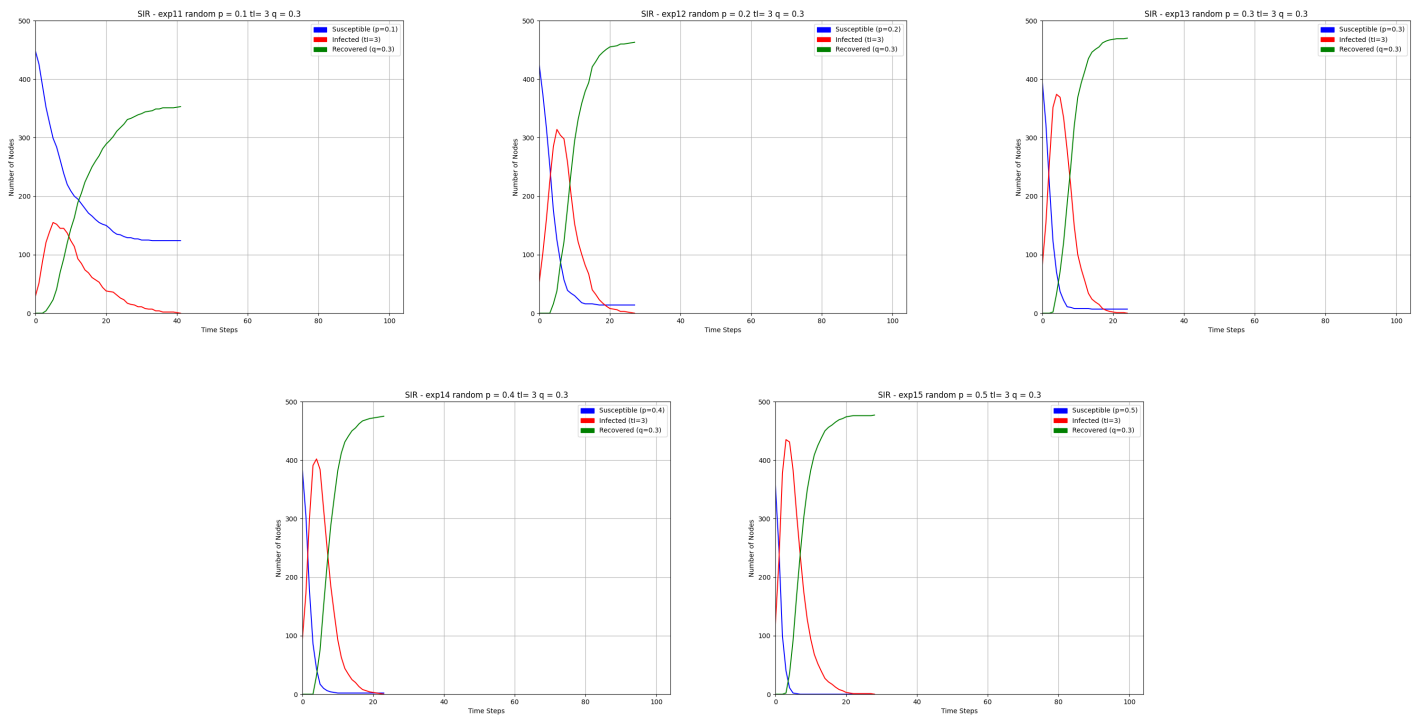 SIR - exp11 random p = 0.1 tI= 3 q = 0.3
Susceptible (p=0.1)
Infected (tI=3)
Recovered (q=0.3)
500
400
300
200
100
0
Number of Nodes
0 20 40 60 80 100
Time Steps
SIR - exp12 random p = 0.2 tI= 3 q = 0.3
Susceptible (p=0.2)
Infected (tI=3)
Recovered (q=0.3)
500
400
300
200
100
0
Number of Nodes
0 20 40 60 80 100
Time Steps
SIR - exp13 random p = 0.3 tI= 3 q = 0.3
Susceptible (p=0.3)
Infected (tI=3)
Recovered (q=0.3)
500
400
300
200
100
0
Number of Nodes
0 20 40 60 80 100
Time Steps
SIR - exp14 random p = 0.4 tI= 3 q = 0.3
Susceptible (p=0.4)
Infected (tI=3)
Recovered (q=0.3)
500
400
300
200
100
0
Number of Nodes
0 20 40 60 80 100
Time Steps
SIR - exp15 random p = 0.5 tI= 3 q = 0.3
Susceptible (p=0.5)
Infected (tI=3)
Recovered (q=0.3)
500
400
300
200
100
0
Number of Nodes
0 20 40 60 80 100
Time Steps